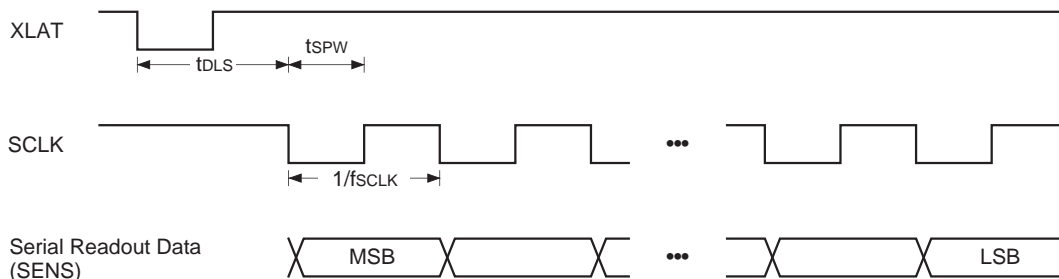 XLAT
tSPW
tDLS
SCLK
•••
1/fSCLK
Serial Readout Data
(SENS)
MSB
•••
LSB